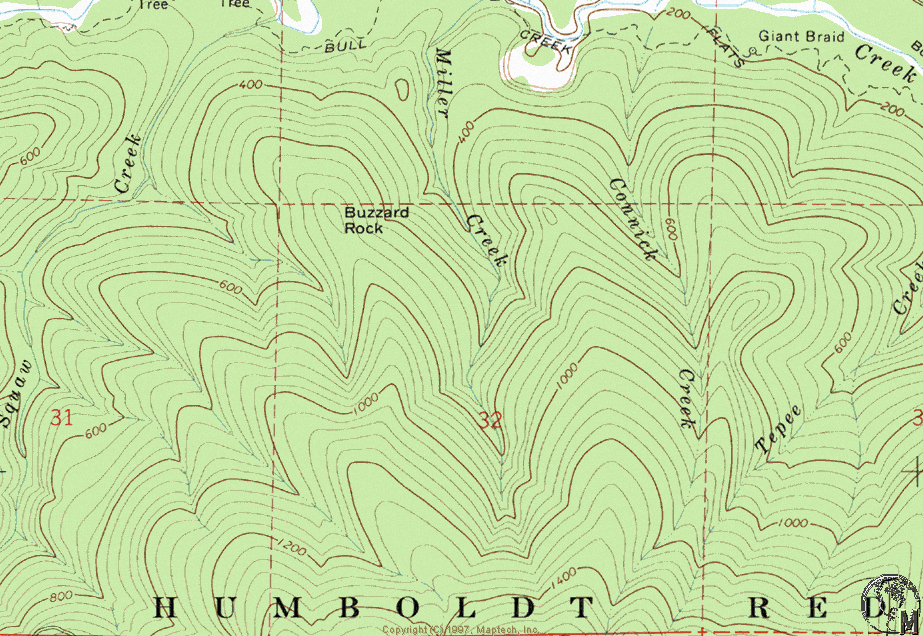 Tree
Tree
BULL
CREEK
200
FLATS
Giant Braid
Creek
Miller
400
400
200
600
Creek
Buzzard
Rock
Creek
Connick
600
600
Creek
600
Squaw
1000
1000
Creek
31
600
32
Tepee
1000
1200
800
1400
HUMBOLDT RED
Copyright (C) 1997, Maptech, Inc.
M